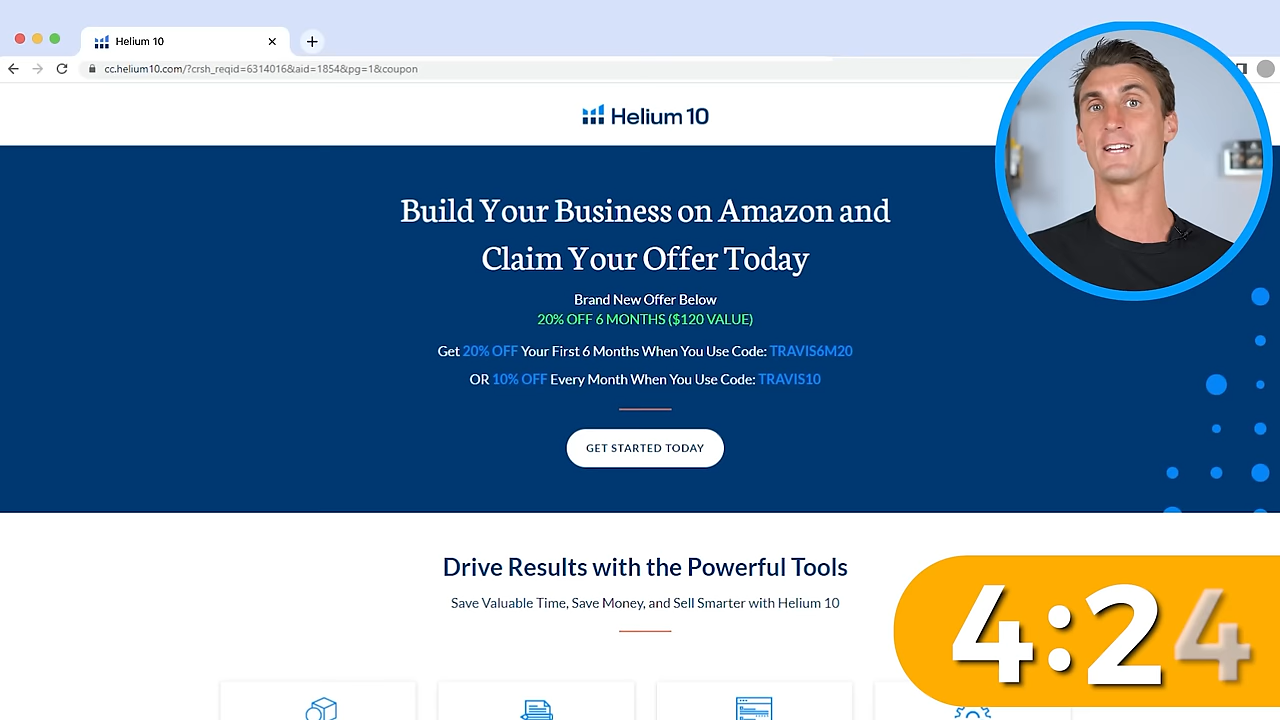 Helium 10
cc.helium10.com/?crsh_reqid=6314016&aid=1854&pg=1&coupon
Helium 10
Build Your Business on Amazon and
Claim Your Offer Today
Brand New Offer Below
20% OFF 6 MONTHS ($120 VALUE)
Get 20% OFF Your First 6 Months When You Use Code: TRAVIS6M20
OR 10% OFF Every Month When You Use Code: TRAVIS10
GET STARTED TODAY
Drive Results with the Powerful Tools
Save Valuable Time, Save Money, and Sell Smarter with Helium 10
4:24